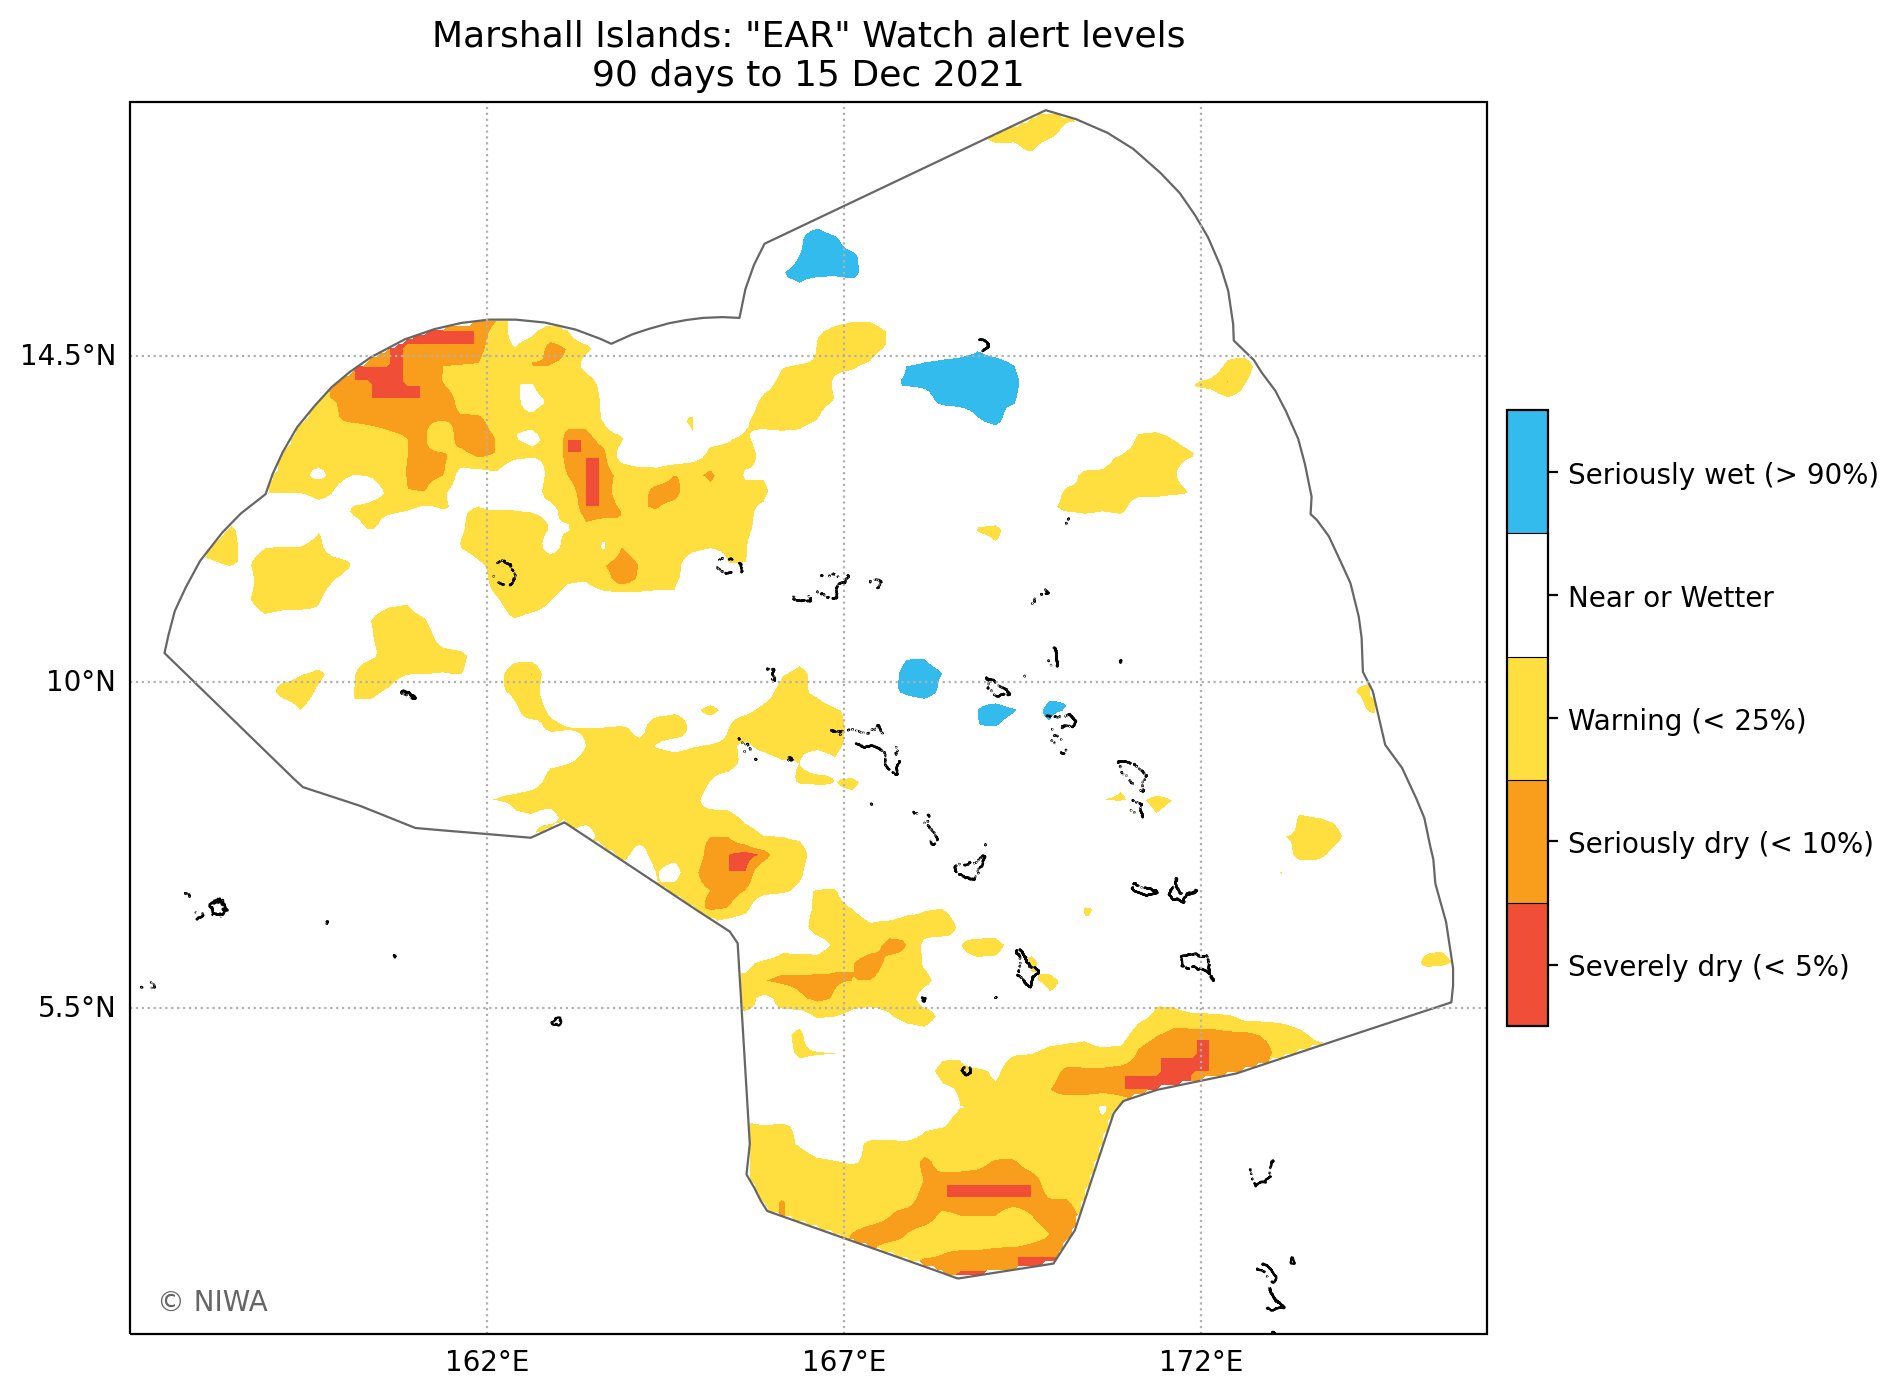 Marshall Islands: "EAR" Watch alert levels
90 days to 15 Dec 2021
14.5°N
10°N
5.5°N
162°E
167°E
172°E
Seriously wet (> 90%)
Near or Wetter
Warning (< 25%)
Seriously dry (< 10%)
Severely dry (< 5%)
© NIWA